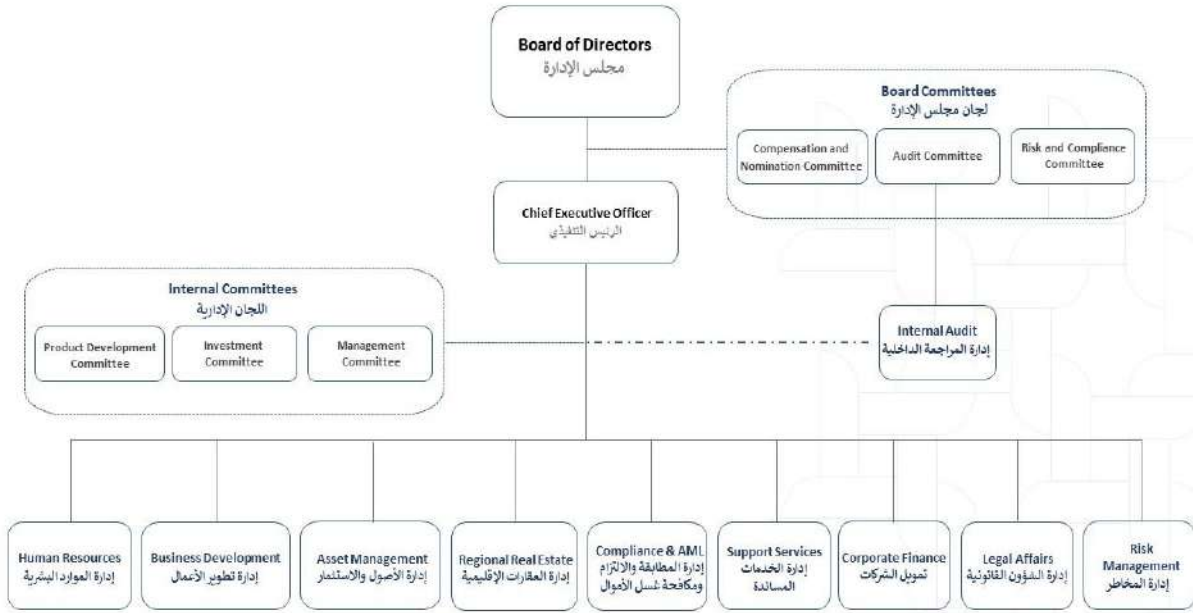 Board of Directors
مجلس الإدارة
Board Committees
لجان مجلس الإدارة
Compensation and
Nomination Committee
Audit Committee
Risk and Compliance
Committee
Chief Executive Officer
الرئيس التنفيذي
Internal Committees
اللجان الإدارية
Product Development
Committee
Investment
Committee
Management
Committee
Internal Audit
إدارة المراجعة الداخلية
Human Resources
إدارة الموارد البشرية
Business Development
إدارة تطوير الأعمال
Asset Management
إدارة الأصول والاستثمار
Regional Real Estate
إدارة العقارات الإقليمية
Compliance & AML
إدارة المطابقة والالتزام
ومكافحة غسل الأموال
Support Services
إدارة الخدمات
المساندة
Corporate Finance
تمويل الشركات
Legal Affairs
إدارة الشؤون القانونية
Risk
Management
إدارة المخاطر